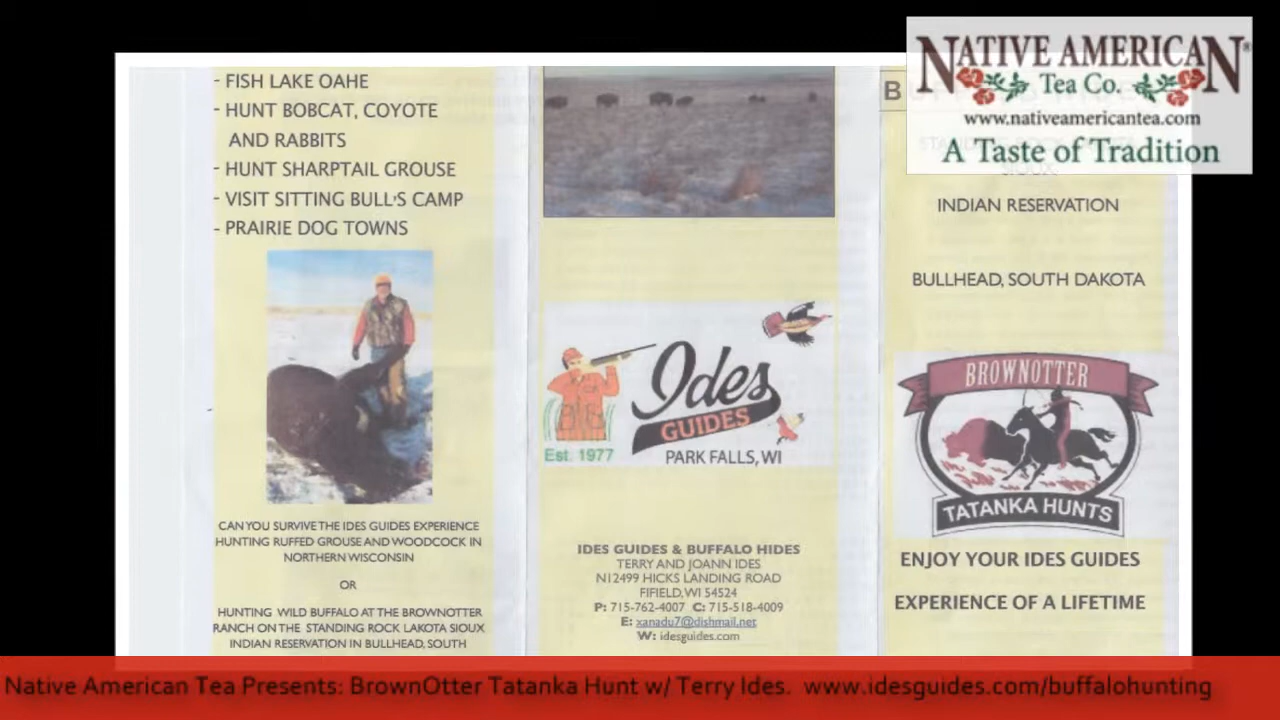 - FISH LAKE OAHE
- HUNT BOBCAT, COYOTE
AND RABBITS
- HUNT SHARPTAIL GROUSE
- VISIT SITTING BULL'S CAMP
- PRAIRIE DOG TOWNS
CAN YOU SURVIVE THE IDES GUIDES EXPERIENCE
HUNTING RUFFED GROUSE AND WOODCOCK IN
NORTHERN WISCONSIN
OR
HUNTING WILD BUFFALO AT THE BROWNOTTER
RANCH ON THE STANDING ROCK LAKOTA SIOUX
INDIAN RESERVATION IN BULLHEAD, SOUTH
Ides
GUIDES
Est. 1977
PARK FALLS, WI
IDES GUIDES & BUFFALO HIDES
TERRY AND JOANN IDES
N12499 HICKS LANDING ROAD
FIFIELD, WI 54524
P: 715-762-4007 C: 715-518-4009
E: xanadu7@dishmail.net
W: idesguides.com
NATIVE AMERICAN®
Tea Co.
www.nativeamericantea.com
A Taste of Tradition
SIOUX
INDIAN RESERVATION
BULLHEAD, SOUTH DAKOTA
BROWNOTTER
TATANKA HUNTS
ENJOY YOUR IDES GUIDES
EXPERIENCE OF A LIFETIME
Native American Tea Presents: BrownOtter Tatanka Hunt w/ Terry Ides. www.idesguides.com/buffalohunting